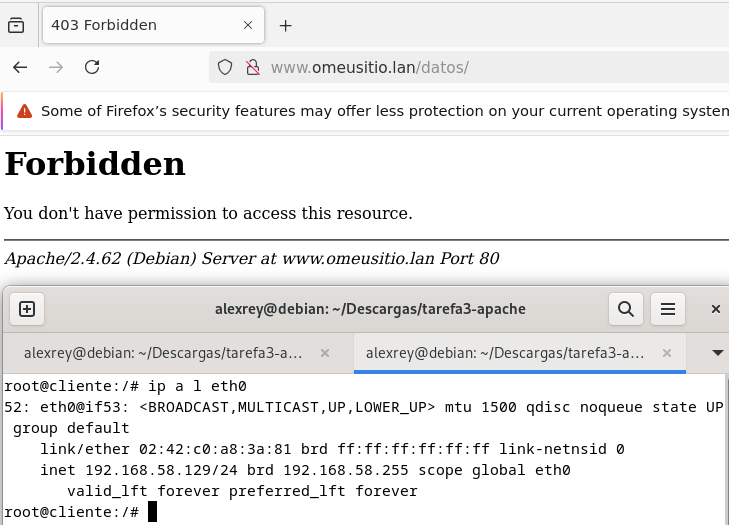 403 Forbidden
www.omeusitio.lan/datos/
Some of Firefox's security features may offer less protection on your current operating system
Forbidden
You don't have permission to access this resource.
Apache/2.4.62 (Debian) Server at www.omeusitio.lan Port 80
alexrey@debian: ~/Descargas/tarefa3-apache
alexrey@debian: ~/Descargas/tarefa3-a... alexrey@debian: ~/Descargas/tarefa3-a...
root@cliente:/# ip a l eth0
52: eth0@if53: <BROADCAST,MULTICAST,UP,LOWER_UP> mtu 1500 qdisc noqueue state UP
group default
link/ether 02:42:c0:a8:3a:81 brd ff:ff:ff:ff:ff:ff link-netnsid 0
inet 192.168.58.129/24 brd 192.168.58.255 scope global eth0
valid_lft forever preferred_lft forever
root@cliente:/#